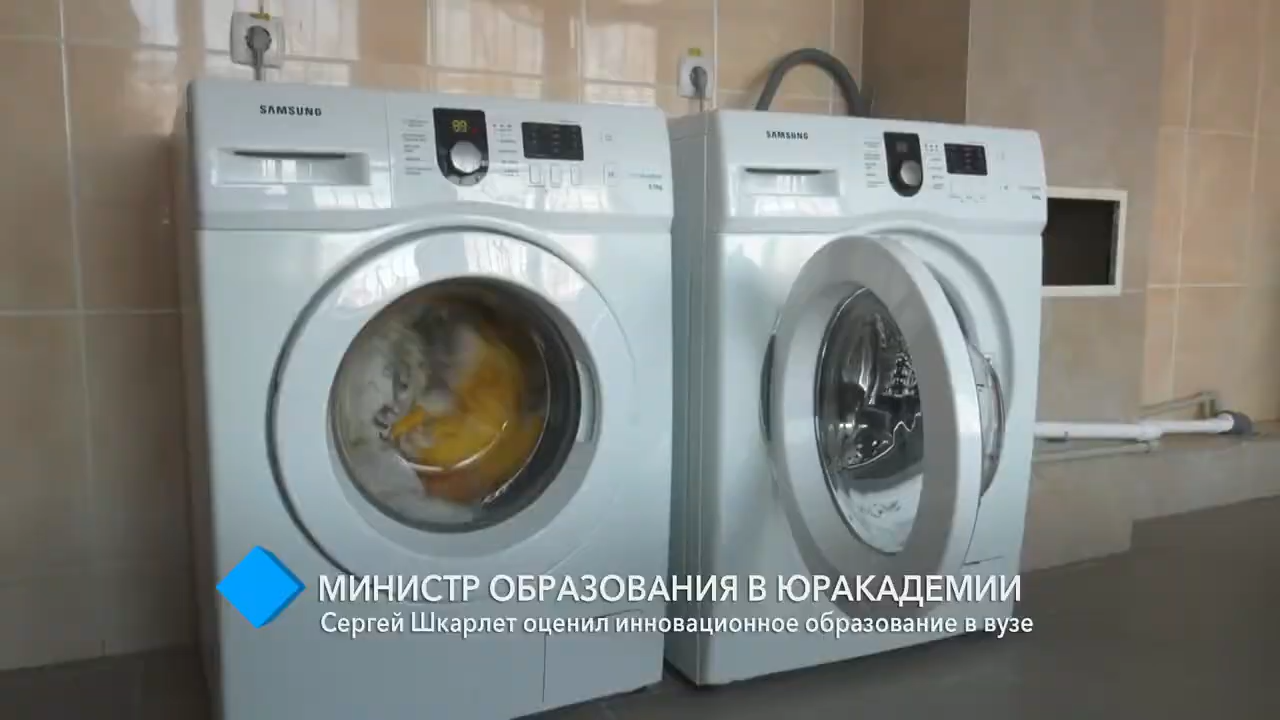 SAMSUNG
SAMSUNG
МИНИСТР ОБРАЗОВАНИЯ В ЮРАКАДЕМИИ
Сергей Шкарлет оценил инновационное образование в вузе